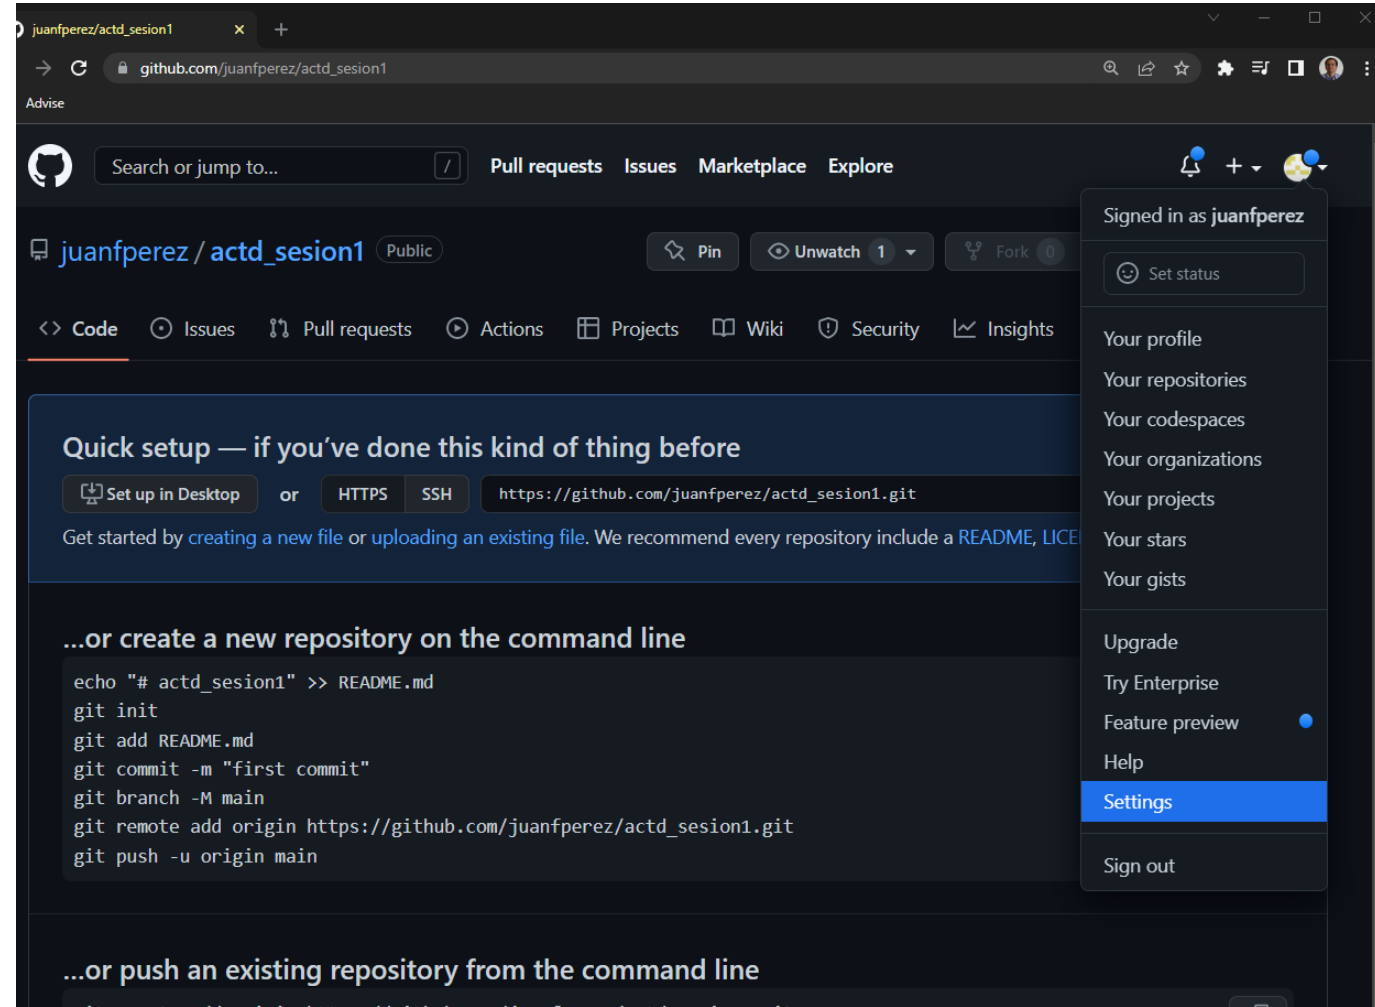 juanfperez/actd_sesion1
github.com/juanfperez/actd_sesion1
Advise
Search or jump to... /
Pull requests Issues Marketplace Explore
Signed in as juanfperez
juanfperez / actd_sesion1 Public
Pin Unwatch 1 Fork 0
Set status
Code Issues Pull requests Actions Projects Wiki Security Insights
Your profile
Your repositories
Your codespaces
Your organizations
Your projects
Your stars
Your gists
Upgrade
Try Enterprise
Feature preview
Help
Settings
Sign out
Quick setup — if you've done this kind of thing before
Set up in Desktop or HTTPS SSH https://github.com/juanfperez/actd_sesion1.git
Get started by creating a new file or uploading an existing file. We recommend every repository include a README, LICE
...or create a new repository on the command line
echo "# actd_sesion1" >> README.md
git init
git add README.md
git commit -m "first commit"
git branch -M main
git remote add origin https://github.com/juanfperez/actd_sesion1.git
git push -u origin main
...or push an existing repository from the command line